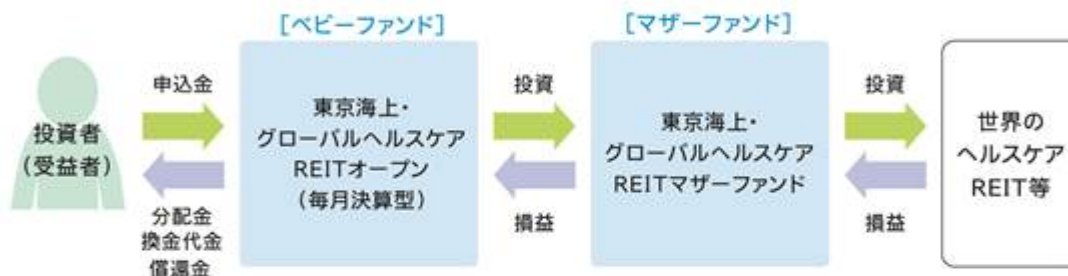 [ベビーファンド]
[マザーファンド]
投資者
(受益者)
申込金
分配金
換金代金
償還金
東京海上・
グローバルヘルスケア
REITオープン
(毎月決算型)
投資
損益
東京海上・
グローバルヘルスケア
REITマザーファンド
投資
損益
世界の
ヘルスケア
REIT等